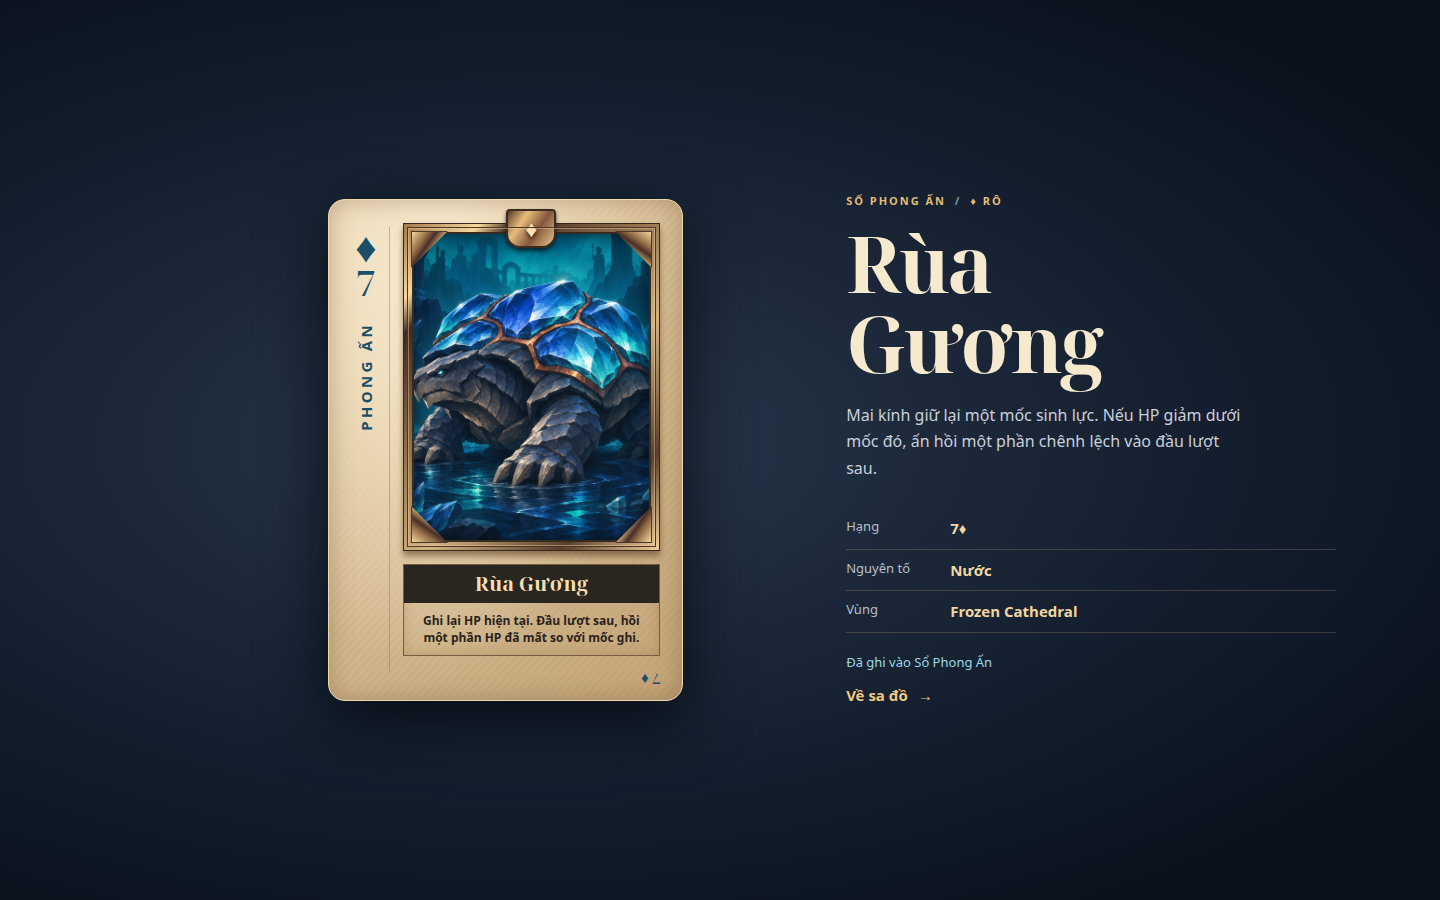 ♦
7
PHONG ẤN
♦
Rùa Gương
Ghi lại HP hiện tại. Đầu lượt sau, hồi
một phần HP đã mất so với mốc ghi.
7♦
SỔ PHONG ẤN / ♦ RÔ
Rùa
Gương
Mai kính giữ lại một mốc sinh lực. Nếu HP giảm dưới
mốc đó, ấn hồi một phần chênh lệch vào đầu lượt
sau.
Hạng 7♦
Nguyên tố Nước
Vùng Frozen Cathedral
Đã ghi vào Sổ Phong Ấn
Về sa đồ →